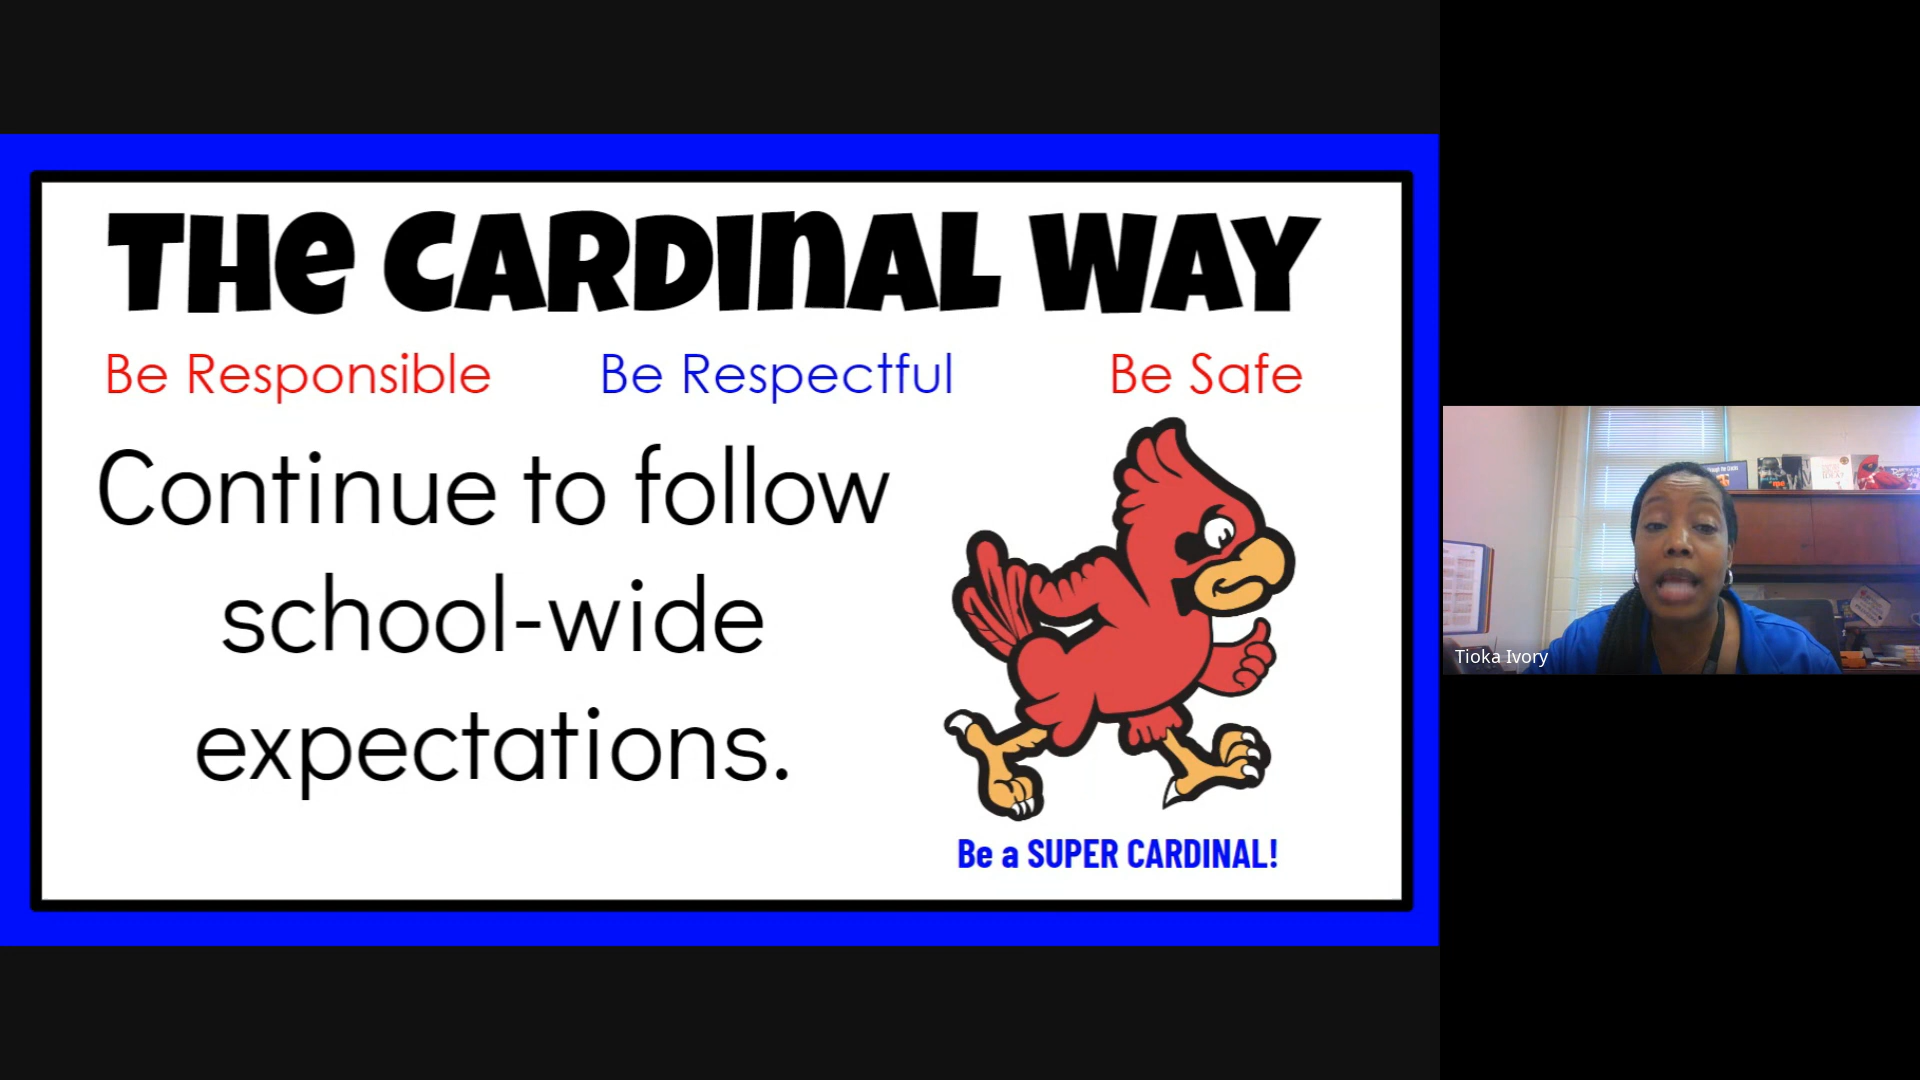 THe CARDINAL WAY
Be Responsible Be Respectful Be Safe
Continue to follow
school-wide
expectations.
Be a SUPER CARDINAL!
Tioka Ivory